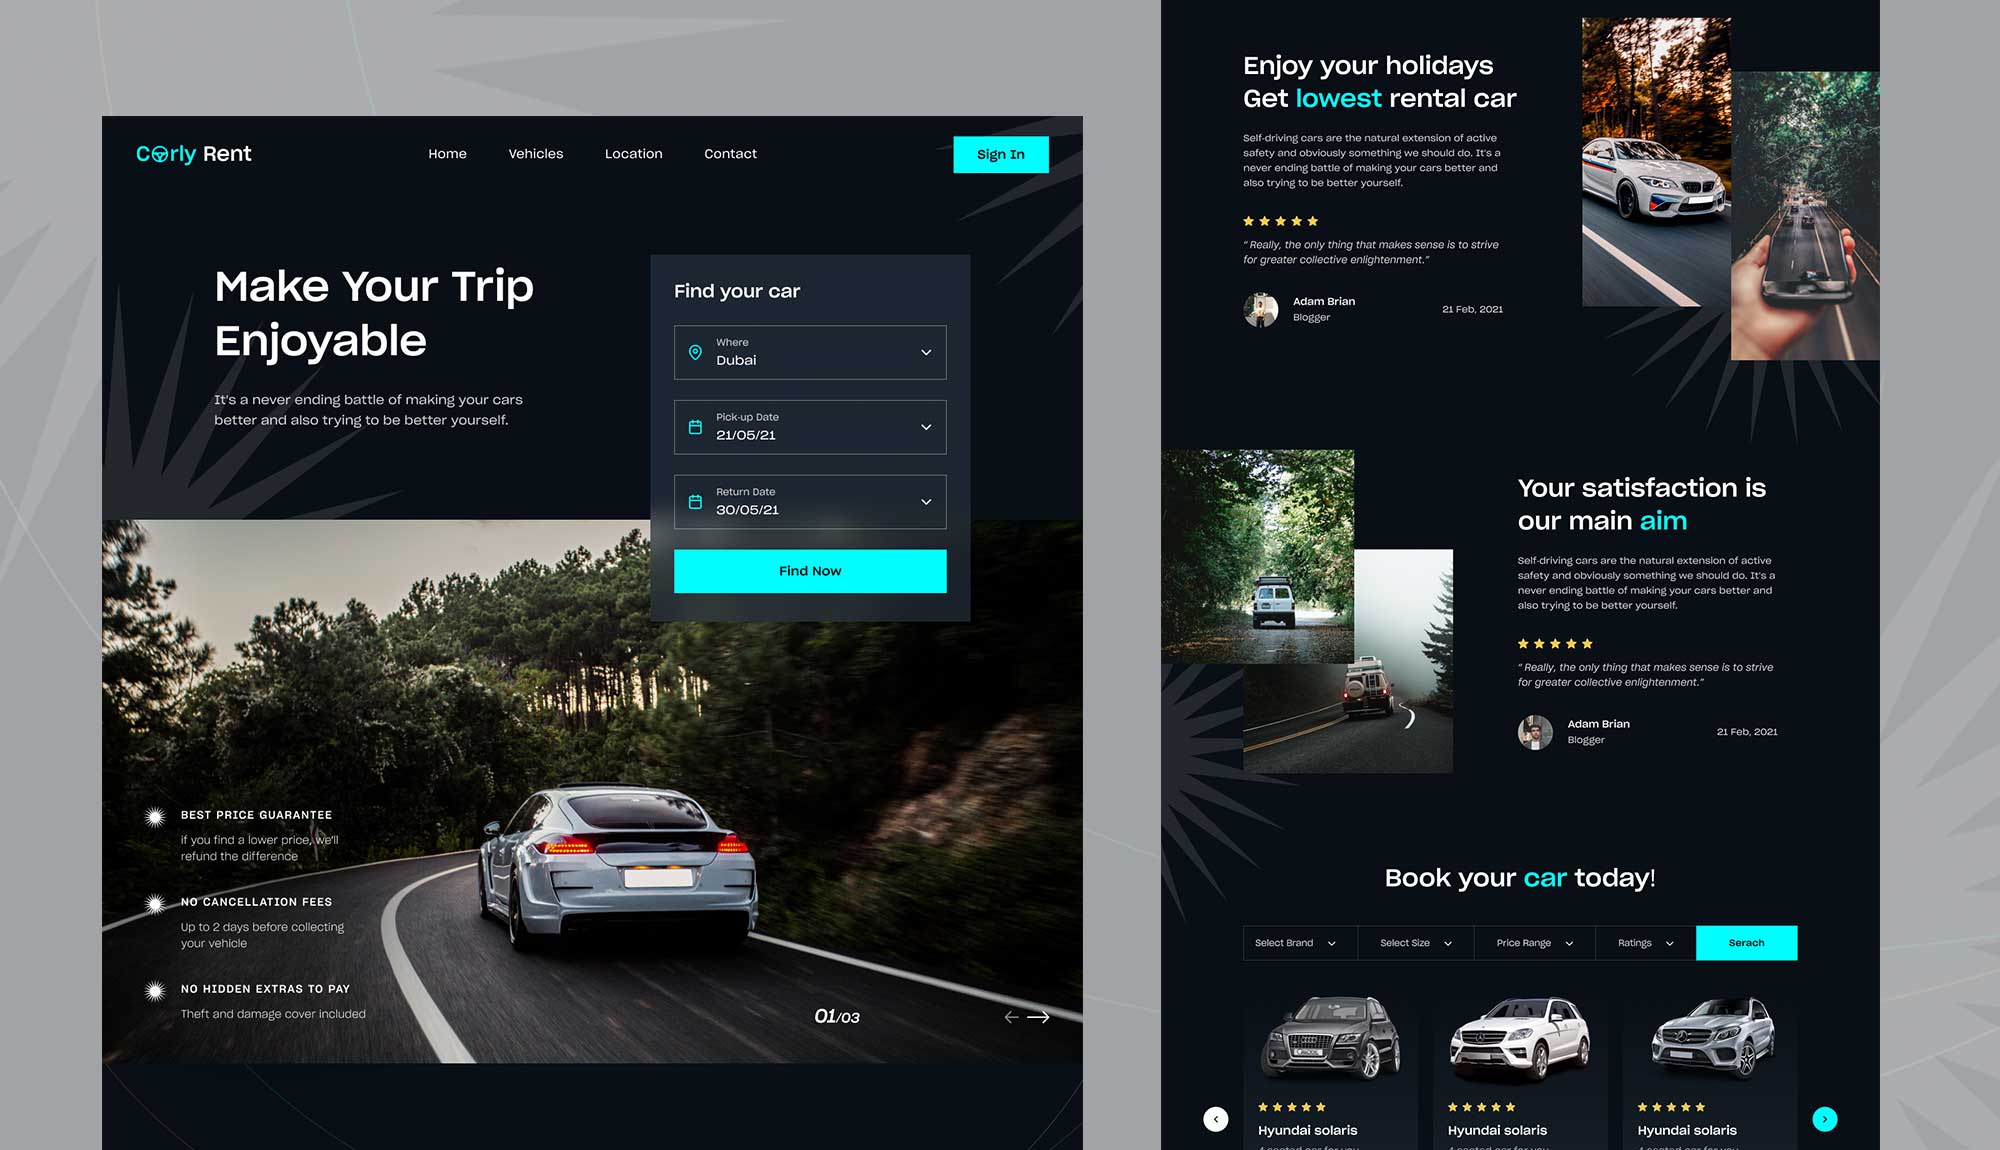 Carly Rent
Home
Vehicles
Location
Contact
Sign In
Make Your Trip
Enjoyable
It's a never ending battle of making your cars
better and also trying to be better yourself.
Find your car
Where
Dubai
Pick-up Date
21/05/21
Return Date
30/05/21
Find Now
BEST PRICE GUARANTEE
if you find a lower price, we'll
refund the difference
NO CANCELLATION FEES
Up to 2 days before collecting
your vehicle
NO HIDDEN EXTRAS TO PAY
Theft and damage cover included
01/03
Enjoy your holidays
Get lowest rental car
Self-driving cars are the natural extension of active
safety and obviously something we should do. It's a
never ending battle of making your cars better and
also trying to be better yourself.
“ Really, the only thing that makes sense is to strive
for greater collective enlightenment.”
Adam Brian
Blogger
21 Feb, 2021
Your satisfaction is
our main aim
Self-driving cars are the natural extension of active
safety and obviously something we should do. It's a
never ending battle of making your cars better and
also trying to be better yourself.
“ Really, the only thing that makes sense is to strive
for greater collective enlightenment.”
Adam Brian
Blogger
21 Feb, 2021
Book your car today!
Select Brand
Select Size
Price Range
Ratings
Serach
Hyundai solaris
Hyundai solaris
Hyundai solaris